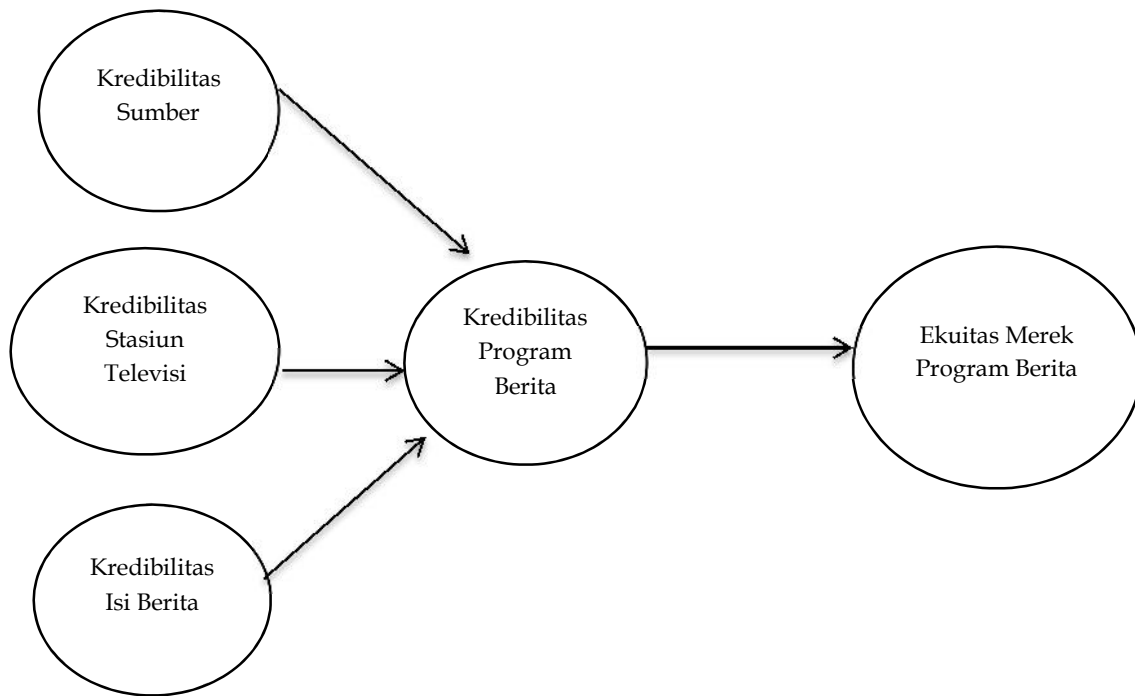 Kredibilitas
Sumber
Kredibilitas
Stasiun
Televisi
Kredibilitas
Isi Berita
Kredibilitas
Program
Berita
Ekuitas Merek
Program Berita